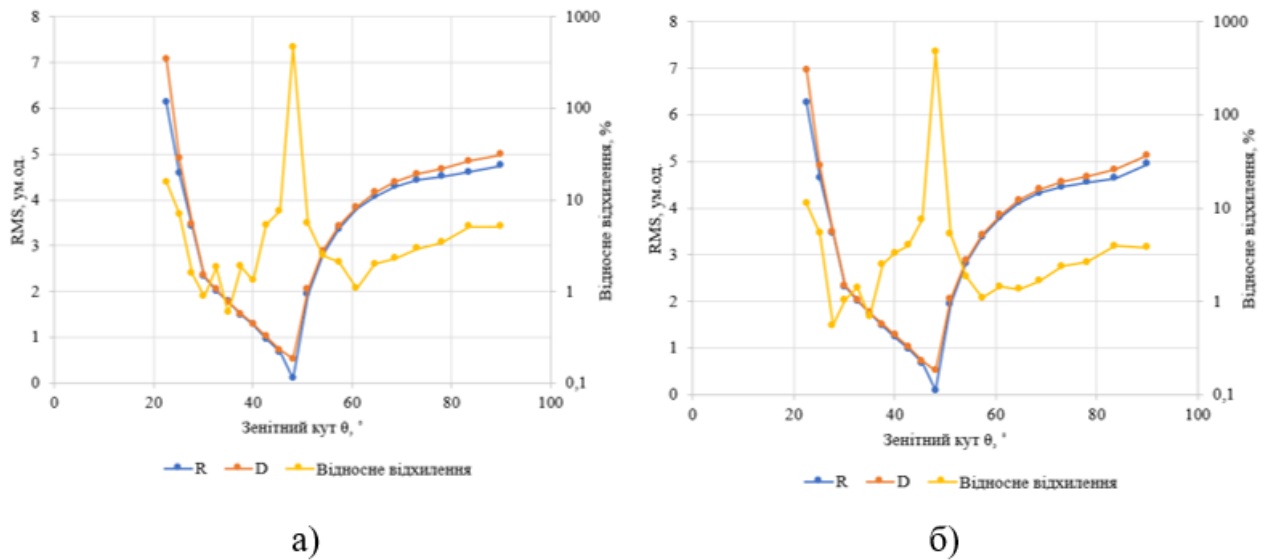 8
7
6
5
4
3
2
1
0
RMS, ум.од.
1000
100
10
1
0,1
Відносне відхилення, %
0 20 40 60 80 100
Зенітний кут θ, °
R D Відносне відхилення
а)
8
7
6
5
4
3
2
1
0
RMS, ум.од.
1000
100
10
1
0,1
Відносне відхилення, %
0 20 40 60 80 100
Зенітний кут θ, °
R D Відносне відхилення
б)